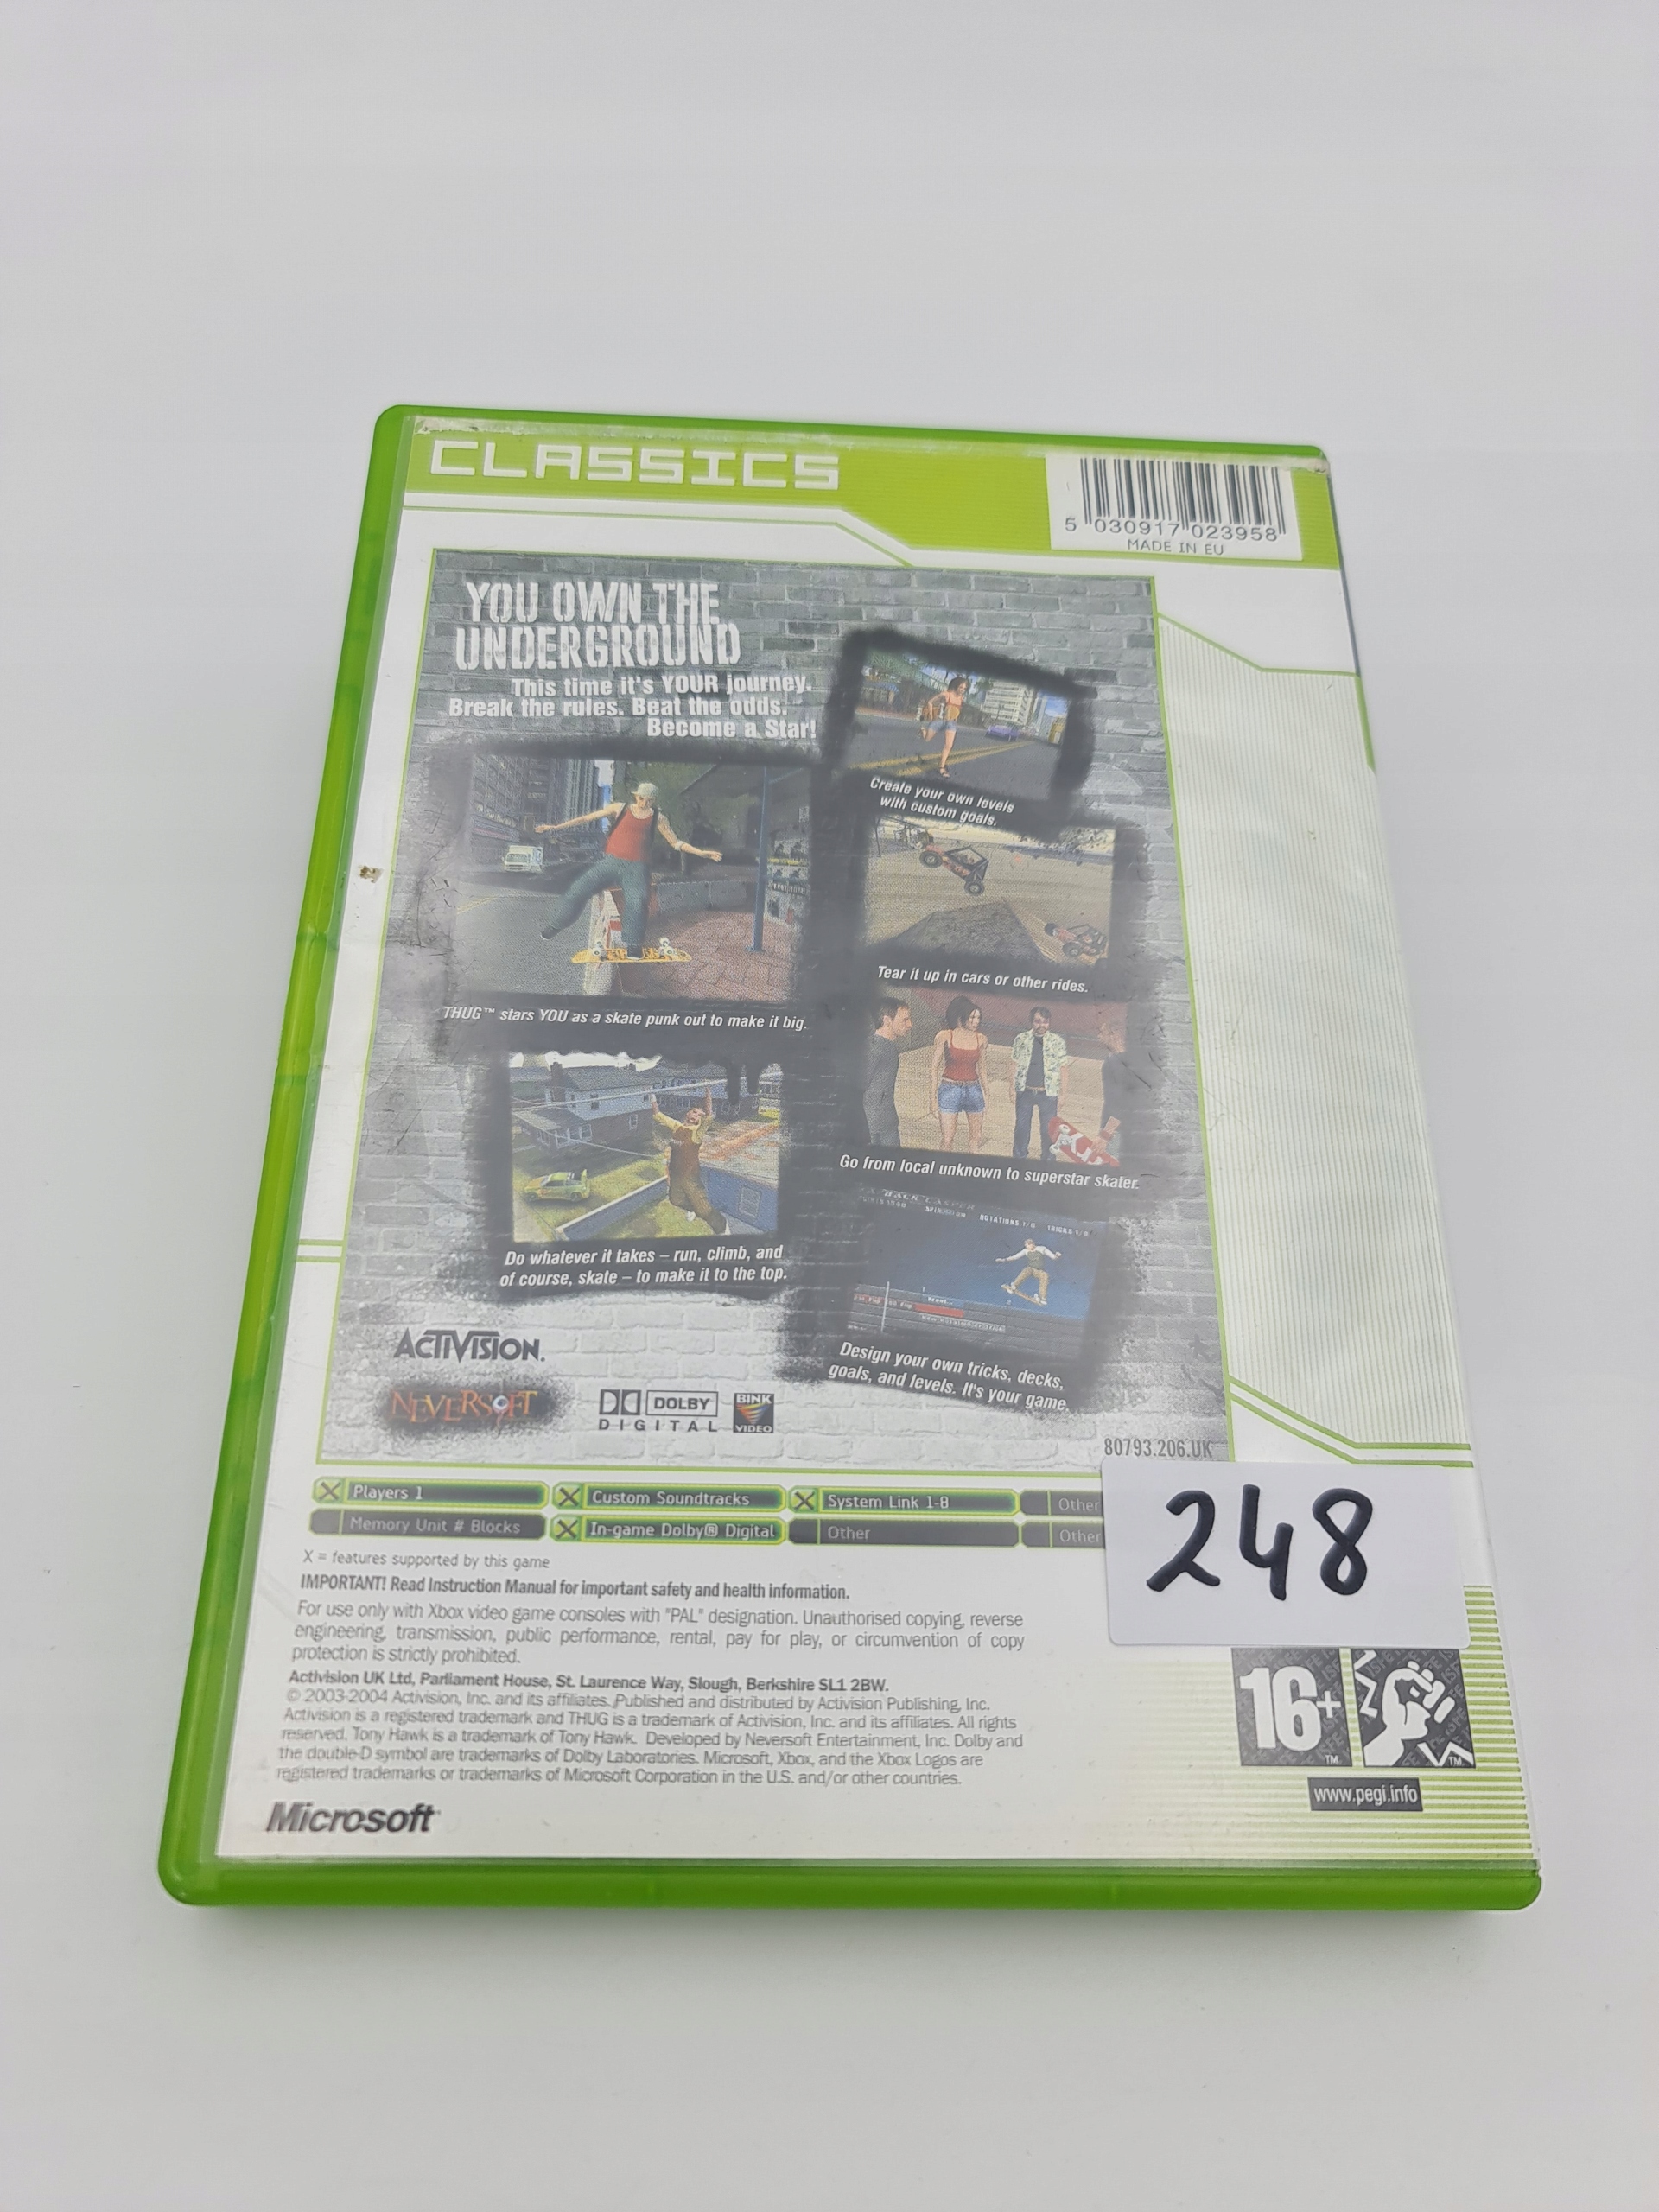 CLASSICS
5 030917 023958
MADE IN EU
YOU OWN THE
UNDERGROUND
This time it's YOUR journey.
Break the rules. Beat the odds.
Become a Star!
Create your own levels
with custom goals.
Tear it up in cars or other rides.
THUG™ stars YOU as a skate punk out to make it big.
Go from local unknown to superstar skater.
Do whatever it takes – run, climb, and
of course, skate – to make it to the top.
ROTATIONS 1/0 TRICKS 1/0
Design your own tricks, decks,
goals, and levels. It's your game.
ACTIVISION.
NEVERSOFT
DOLBY
DIGITAL
BINK
VIDEO
80793.206.UK
Players 1
Custom Soundtracks
System Link 1-8
Other
Memory Unit # Blocks
In-game Dolby® Digital
Other
Other
248
X = features supported by this game
IMPORTANT! Read Instruction Manual for important safety and health information.
For use only with Xbox video game consoles with "PAL" designation. Unauthorised copying, reverse
engineering, transmission, public performance, rental, pay for play, or circumvention of copy
protection is strictly prohibited.
Activision UK Ltd, Parliament House, St. Laurence Way, Slough, Berkshire SL1 2BW.
© 2003-2004 Activision, Inc. and its affiliates. Published and distributed by Activision Publishing, Inc.
Activision is a registered trademark and THUG is a trademark of Activision, Inc. and its affiliates. All rights
reserved. Tony Hawk is a trademark of Tony Hawk. Developed by Neversoft Entertainment, Inc. Dolby and
the double-D symbol are trademarks of Dolby Laboratories. Microsoft, Xbox, and the Xbox Logos are
registered trademarks or trademarks of Microsoft Corporation in the U.S. and/or other countries.
16+
TM
TM
www.pegi.info
Microsoft